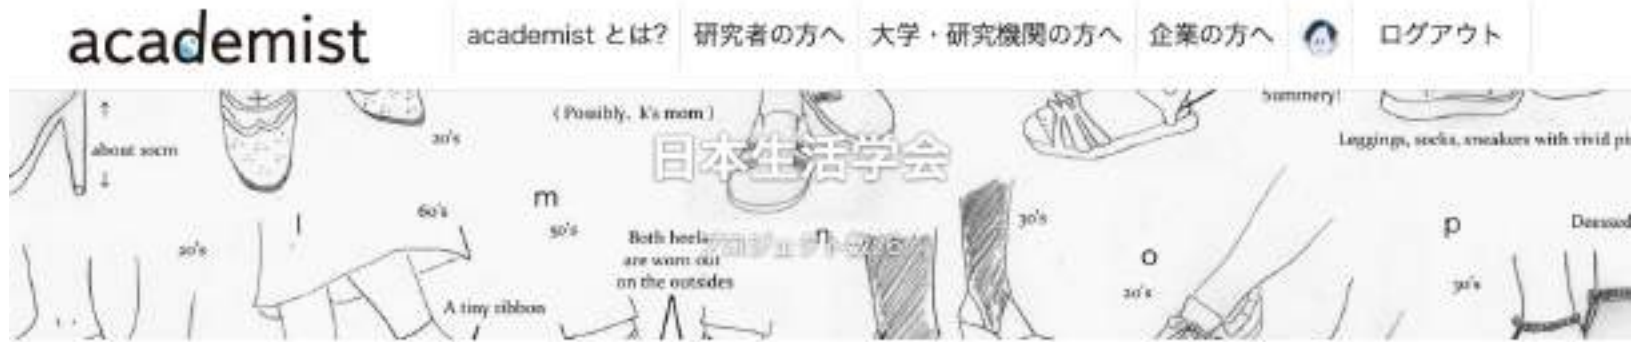 academist
academist とは?
研究者の方へ
大学・研究機関の方へ
企業の方へ
ログアウト
about 10cm
20's
(Possibly, k's mom)
日本生活学会
Summery!
Leggings, socks, sneakers with vivid
l
20's
60's
A tiny ribbon
m
50's
Both heels
are worn out
on the outsides
n
30's
o
20's
p
30's